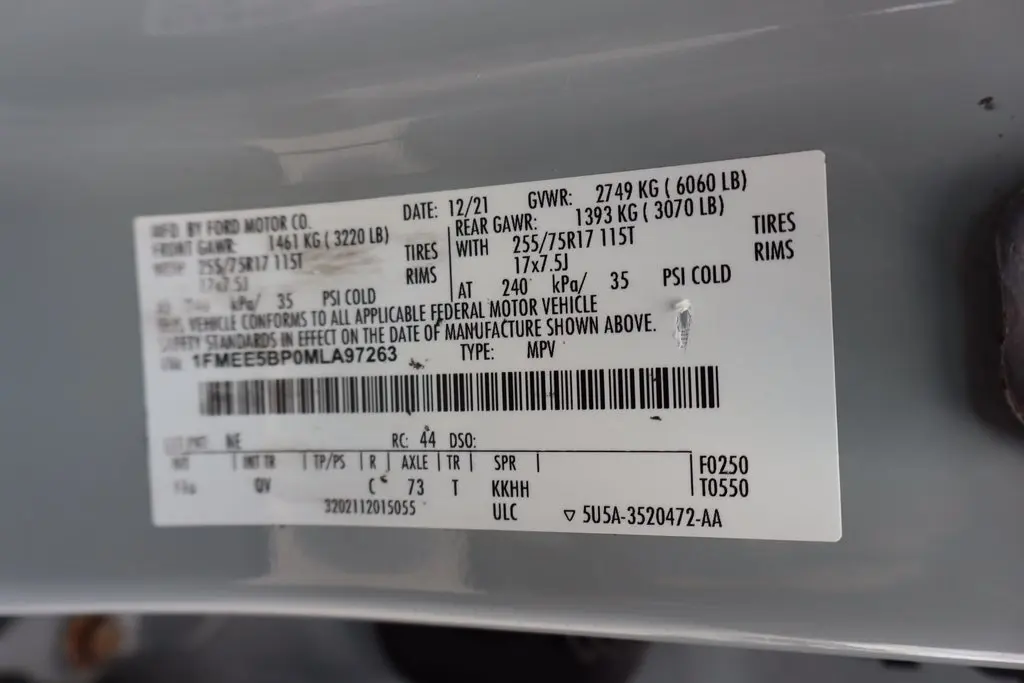 MFD. BY FORD MOTOR CO.
DATE: 12/21 GVWR: 2749 KG ( 6060 LB)
FRONT GAWR: 1461 KG ( 3220 LB)
REAR GAWR: 1393 KG ( 3070 LB)
WITH 255/75R17 115T TIRES
WITH 255/75R17 115T TIRES
17x7.5J RIMS
17x7.5J RIMS
kPa/ 35 PSI COLD
AT 240 kPa/ 35 PSI COLD
THIS VEHICLE CONFORMS TO ALL APPLICABLE FEDERAL MOTOR VEHICLE
SAFETY STANDARDS IN EFFECT ON THE DATE OF MANUFACTURE SHOWN ABOVE.
1FMEE5BP0MLA97263 TYPE: MPV
NE RC: 44 DSO:
INT TR TP/PS R AXLE TR SPR F0250
QV C 73 T KKHH T0550
3202112015055 ULC ▽ 5U5A-3520472-AA